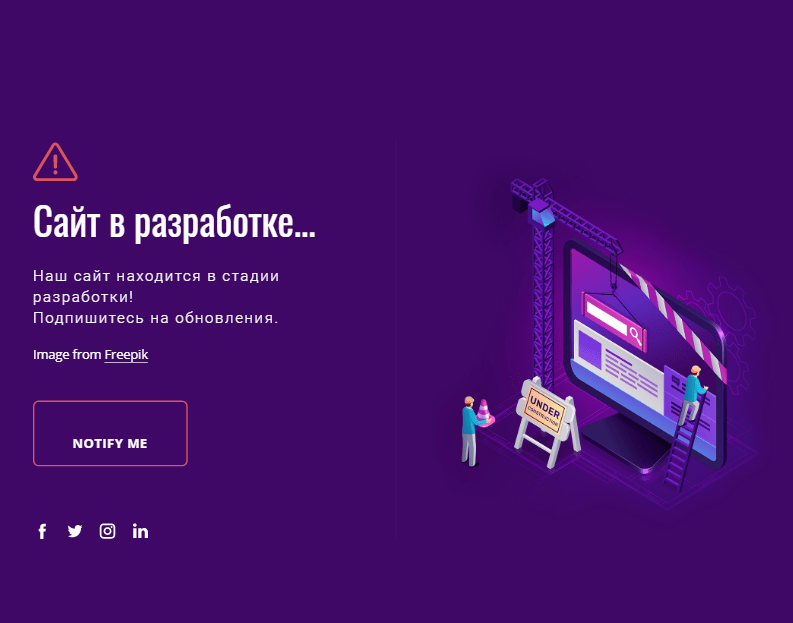 Сайт в разработке...
Наш сайт находится в стадии
разработки!
Подпишитесь на обновления.
Image from Freepik
NOTIFY ME
UNDER
CONSTRUCTION